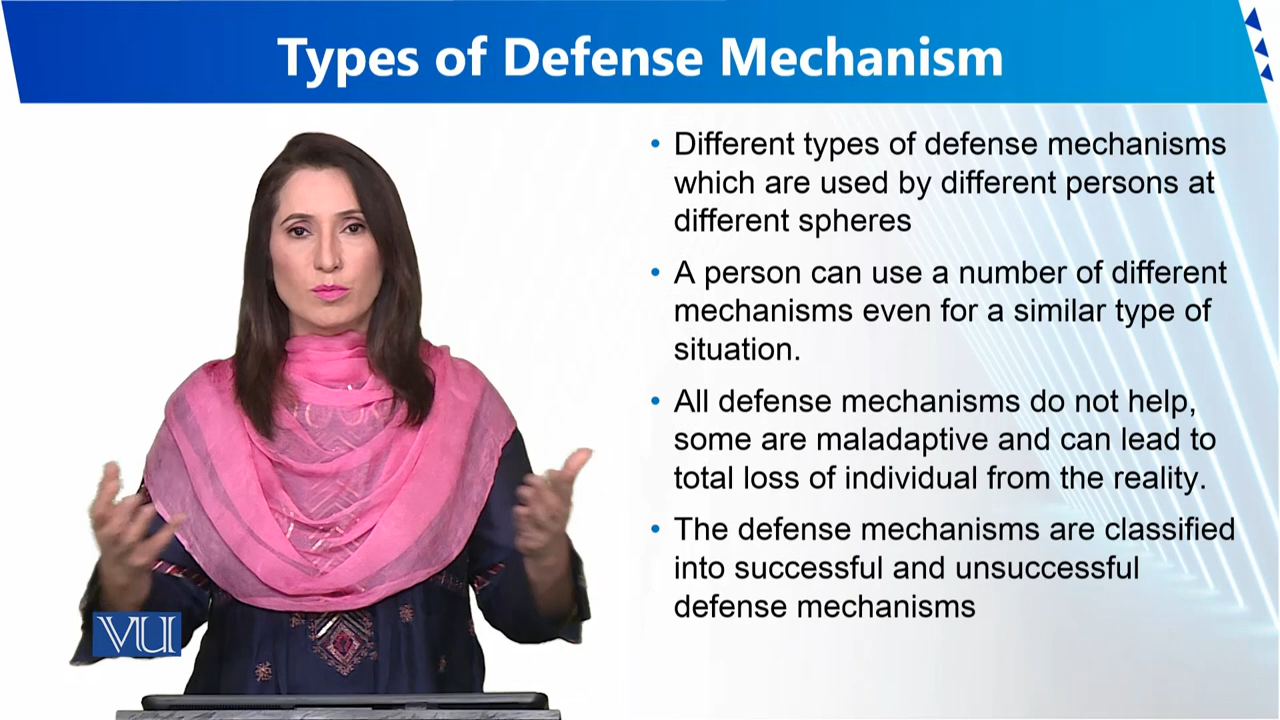 Types of Defense Mechanism
• Different types of defense mechanisms
which are used by different persons at
different spheres
• A person can use a number of different
mechanisms even for a similar type of
situation.
• All defense mechanisms do not help,
some are maladaptive and can lead to
total loss of individual from the reality.
• The defense mechanisms are classified
into successful and unsuccessful
defense mechanisms
VU